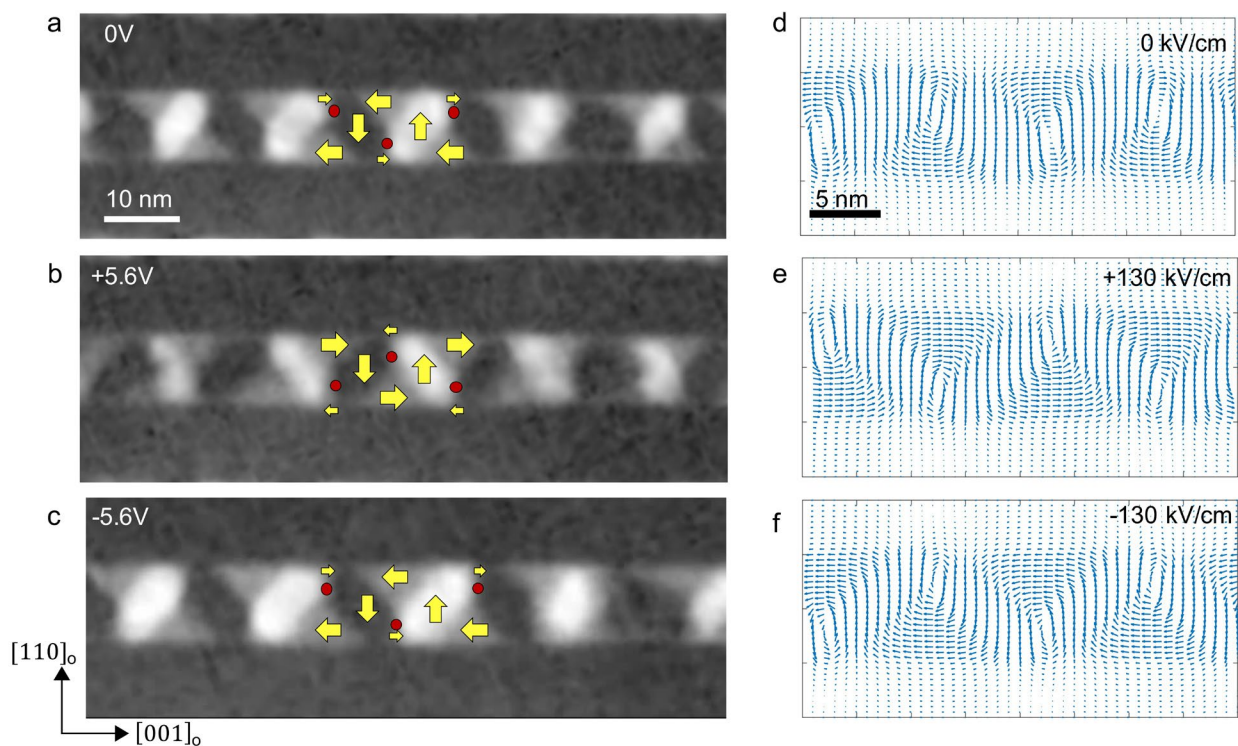 a
0V
10 nm
b
+5.6V
c
-5.6V
[110]ₒ
[001]ₒ
d
0 kV/cm
5 nm
e
+130 kV/cm
f
-130 kV/cm